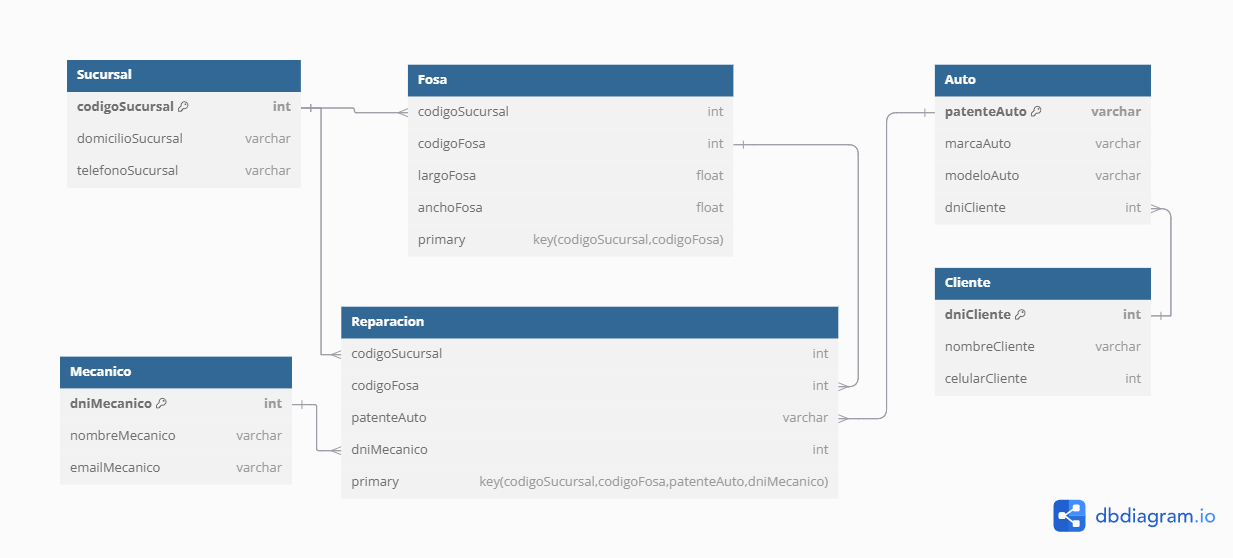 Sucursal
codigoSucursal int
domicilioSucursal varchar
telefonoSucursal varchar
Fosa
codigoSucursal int
codigoFosa int
largoFosa float
anchoFosa float
primary key(codigoSucursal,codigoFosa)
Auto
patenteAuto varchar
marcaAuto varchar
modeloAuto varchar
dniCliente int
Cliente
dniCliente int
nombreCliente varchar
celularCliente int
Reparacion
codigoSucursal int
codigoFosa int
patenteAuto varchar
dniMecanico int
primary key(codigoSucursal,codigoFosa,patenteAuto,dniMecanico)
Mecanico
dniMecanico int
nombreMecanico varchar
emailMecanico varchar
dbdiagram.io